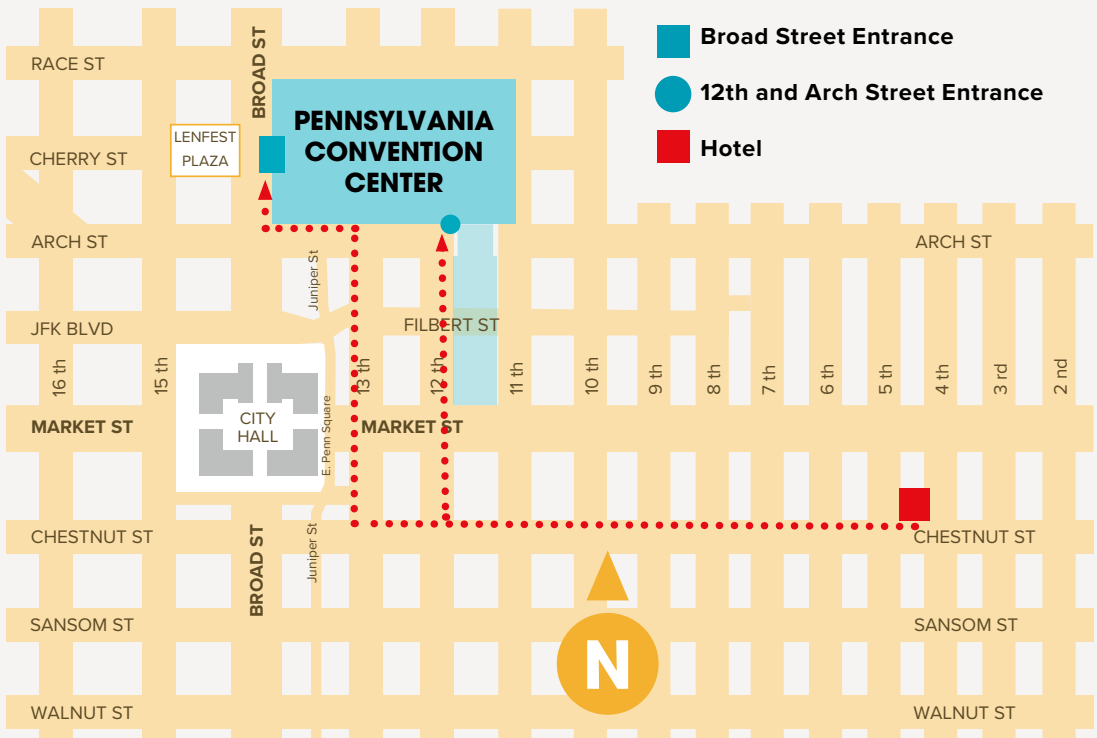 Broad Street Entrance
12th and Arch Street Entrance
Hotel
RACE ST
BROAD ST
PENNSYLVANIA
CONVENTION
CENTER
LENFEST
PLAZA
CHERRY ST
ARCH ST
ARCH ST
Juniper St
JFK BLVD
FILBERT ST
16 th
15 th
13 th
12 th
11 th
10 th
9 th
8 th
7 th
6 th
5 th
4 th
3 rd
2 nd
CITY
HALL
E. Penn Square
MARKET ST
MARKET ST
CHESTNUT ST
BROAD ST
Juniper St
CHESTNUT ST
SANSOM ST
SANSOM ST
N
WALNUT ST
WALNUT ST